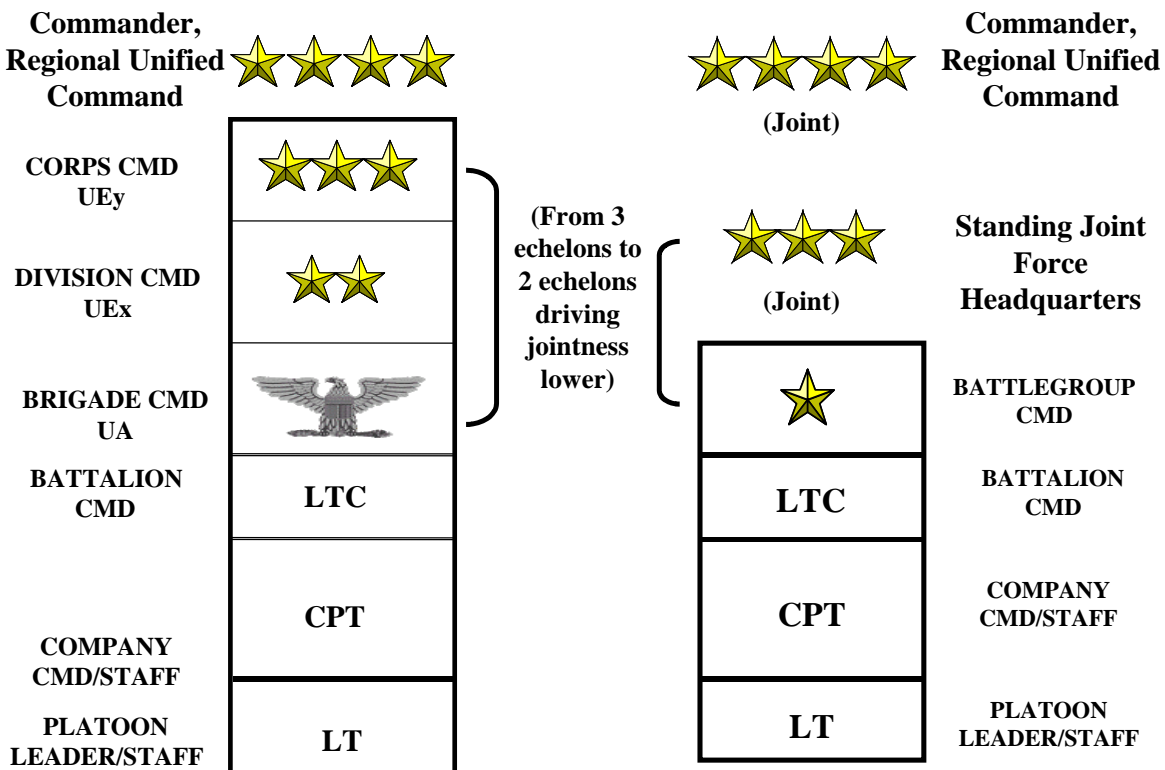 Commander,
Regional Unified
Command
CORPS CMD
UEy
DIVISION CMD
UEx
BRIGADE CMD
UA
BATTALION
CMD
LTC
CPT
COMPANY
CMD/STAFF
PLATOON
LEADER/STAFF
LT
(From 3
echelons to
2 echelons
driving
jointness
lower)
Commander,
Regional Unified
Command
(Joint)
Standing Joint
Force
Headquarters
(Joint)
BATTLEGROUP
CMD
LTC
BATTALION
CMD
CPT
COMPANY
CMD/STAFF
LT
PLATOON
LEADER/STAFF